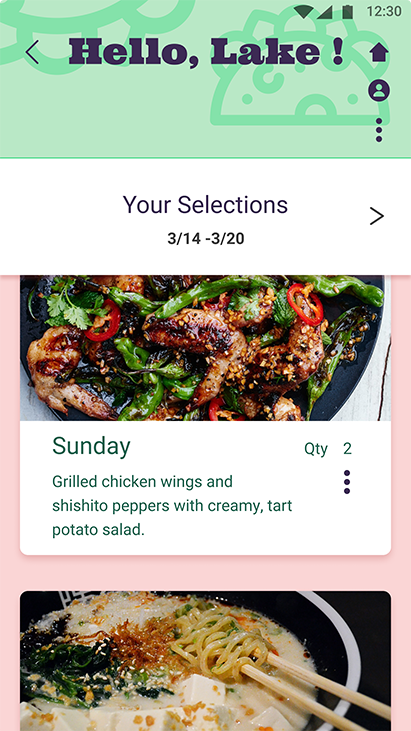 12:30
Hello, Lake !
Your Selections
3/14 -3/20
Sunday
Qty 2
Grilled chicken wings and
shishito peppers with creamy, tart
potato salad.